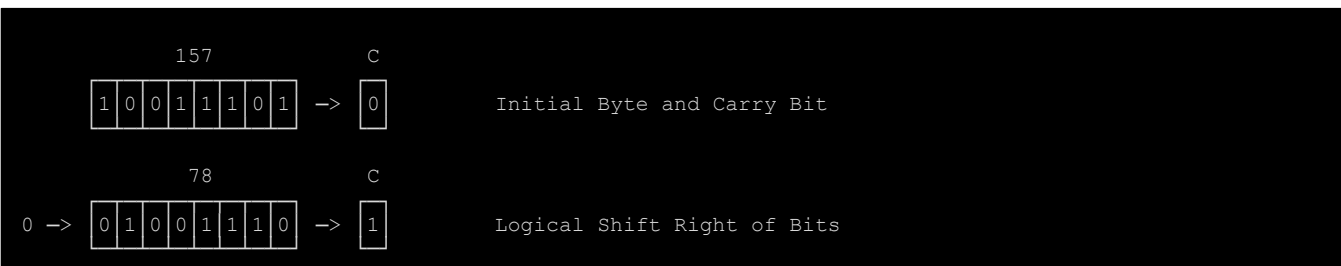 157 C
1 0 0 1 1 1 0 1 —> 0 Initial Byte and Carry Bit
78 C
0 —> 0 1 0 0 1 1 1 0 —> 1 Logical Shift Right of Bits